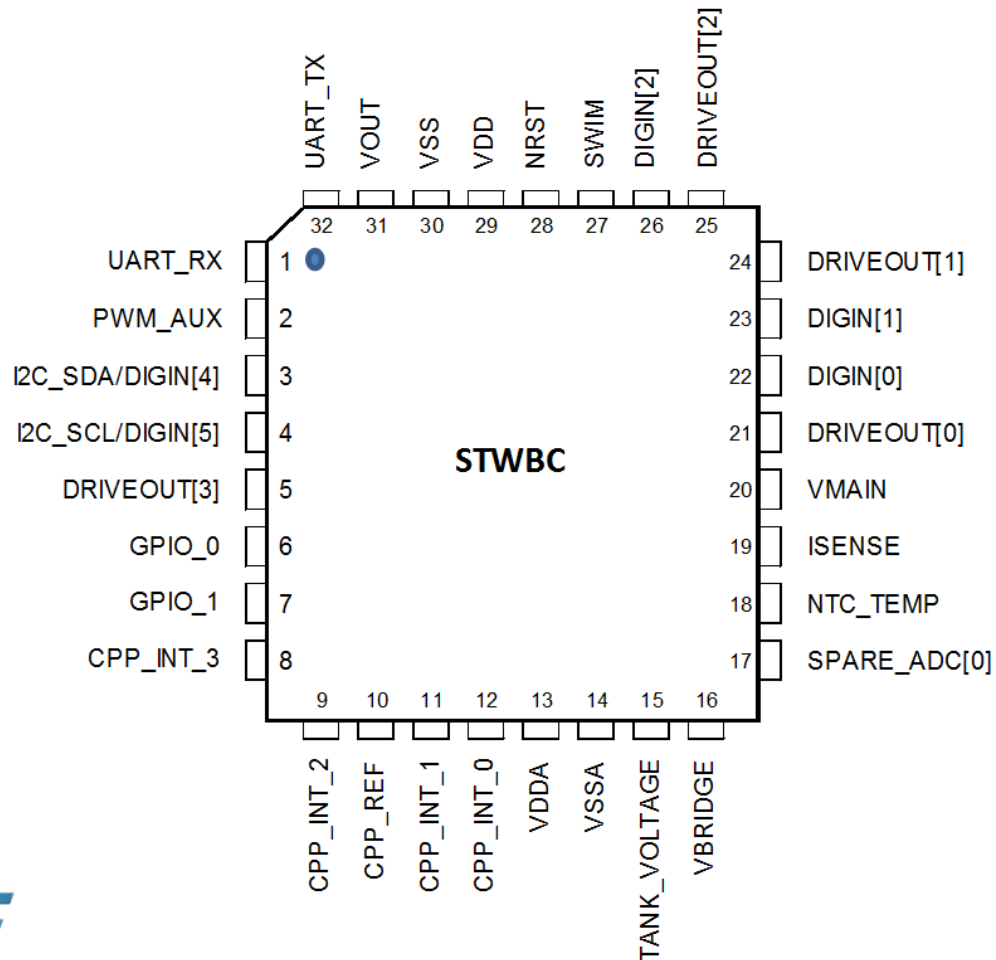 UART_TX
VOUT
VSS
VDD
NRST
SWIM
DIGIN[2]
DRIVEOUT[2]
32 31 30 29 28 27 26 25
UART_RX 1 24 DRIVEOUT[1]
PWM_AUX 2 23 DIGIN[1]
I2C_SDA/DIGIN[4] 3 22 DIGIN[0]
I2C_SCL/DIGIN[5] 4 21 DRIVEOUT[0]
STWBC
DRIVEOUT[3] 5 20 VMAIN
GPIO_0 6 19 ISENSE
GPIO_1 7 18 NTC_TEMP
CPP_INT_3 8 17 SPARE_ADC[0]
9 10 11 12 13 14 15 16
CPP_INT_2
CPP_REF
CPP_INT_1
CPP_INT_0
VDDA
VSSA
TANK_VOLTAGE
VBRIDGE